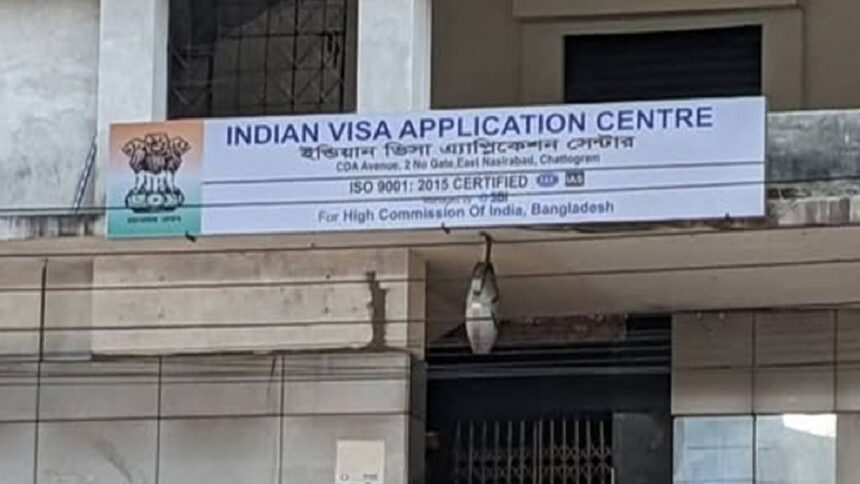 INDIAN VISA APPLICATION CENTRE
ইন্ডিয়ান ভিসা এ্যাপ্লিকেশন সেন্টার
CDA Avenue, 2 No Gate,East Nasirabad, Chattogram
ISO 9001: 2015 CERTIFIED
SBI
For High Commission Of India, Bangladesh